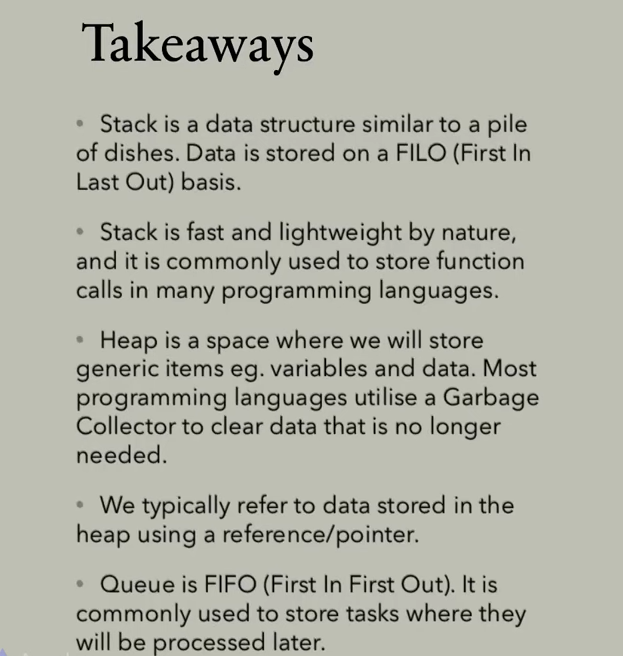 Takeaways
• Stack is a data structure similar to a pile
of dishes. Data is stored on a FILO (First In
Last Out) basis.
• Stack is fast and lightweight by nature,
and it is commonly used to store function
calls in many programming languages.
• Heap is a space where we will store
generic items eg. variables and data. Most
programming languages utilise a Garbage
Collector to clear data that is no longer
needed.
• We typically refer to data stored in the
heap using a reference/pointer.
• Queue is FIFO (First In First Out). It is
commonly used to store tasks where they
will be processed later.